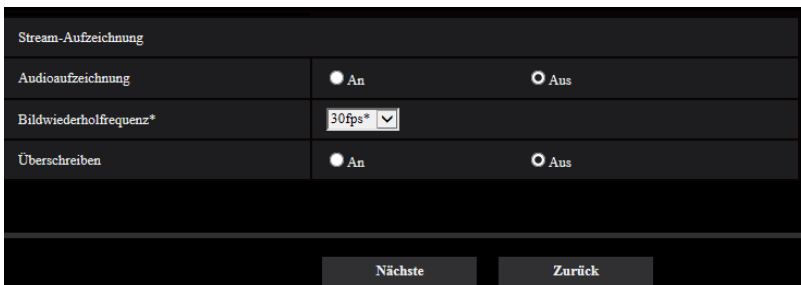 Stream-Aufzeichnung
Audioaufzeichnung An Aus
Bildwiederholfrequenz* 30fps*
Überschreiben An Aus
Nächste Zurück